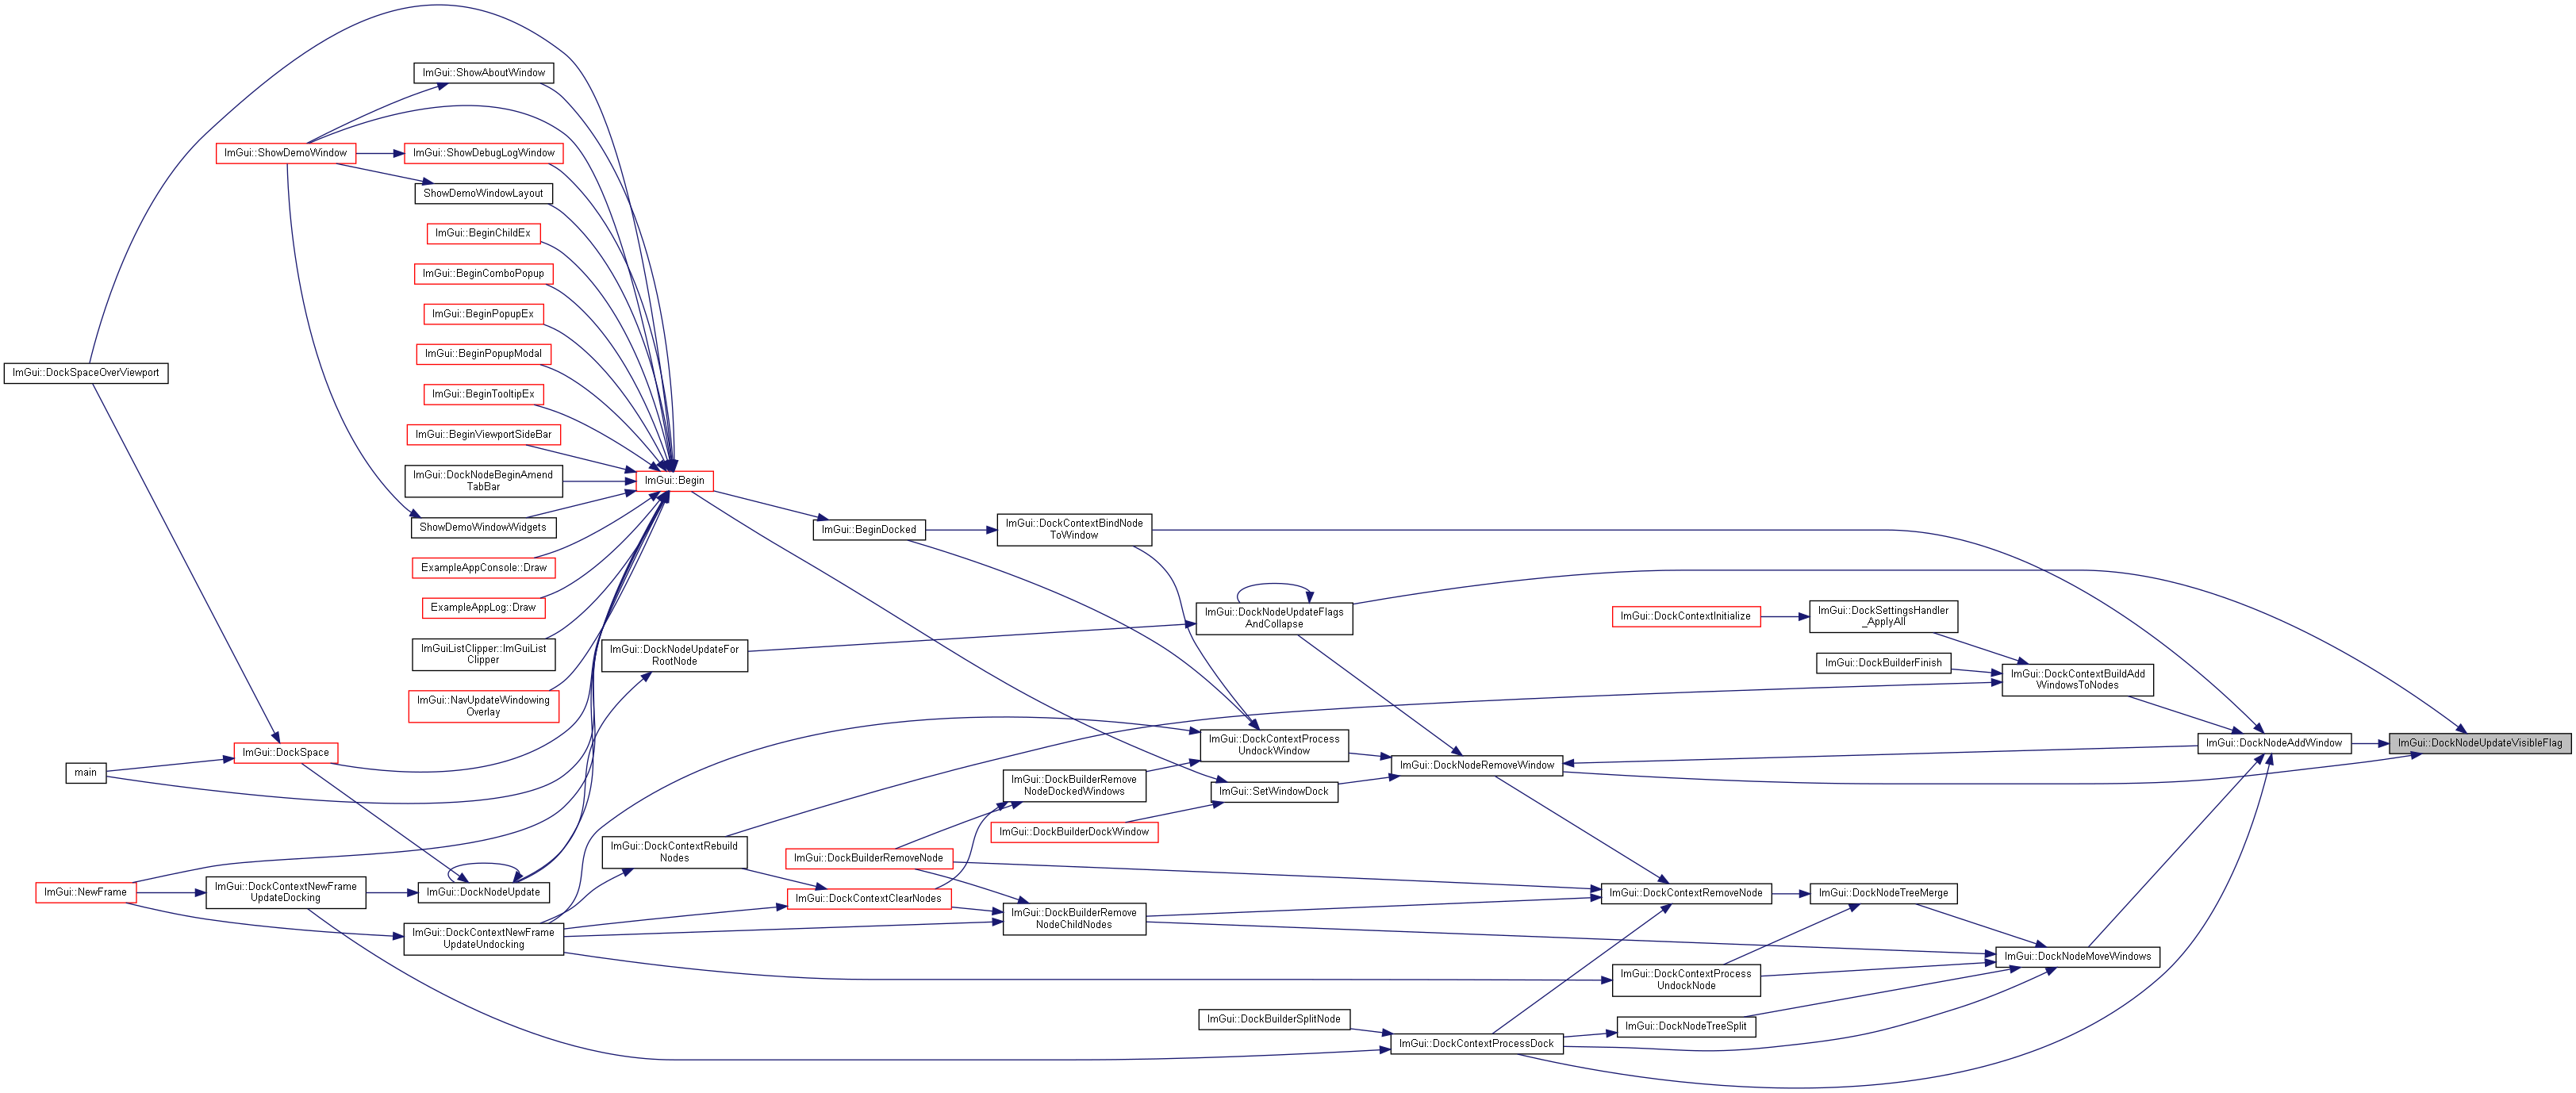 ImGui::ShowAboutWindow
ImGui::ShowDemoWindow
ImGui::ShowDebugLogWindow
ShowDemoWindowLayout
ImGui::BeginChildEx
ImGui::BeginComboPopup
ImGui::BeginPopupEx
ImGui::BeginPopupModal
ImGui::DockSpaceOverViewport
ImGui::BeginTooltipEx
ImGui::BeginViewportSideBar
ImGui::DockNodeBeginAmend
TabBar
ImGui::Begin
ShowDemoWindowWidgets
ImGui::BeginDocked
ImGui::DockContextBindNode
ToWindow
ExampleAppConsole::Draw
ExampleAppLog::Draw
ImGui::DockNodeUpdateFlags
AndCollapse
ImGui::DockContextInitialize
ImGui::DockSettingsHandler
_ApplyAll
ImGuiListClipper::ImGuiList
Clipper
ImGui::DockNodeUpdateFor
RootNode
ImGui::DockBuilderFinish
ImGui::DockContextBuildAdd
WindowsToNodes
ImGui::NavUpdateWindowing
Overlay
ImGui::DockSpace
main
ImGui::DockContextProcess
UndockWindow
ImGui::DockNodeAddWindow
ImGui::DockNodeUpdateVisibleFlag
ImGui::DockNodeRemoveWindow
ImGui::DockBuilderRemove
NodeDockedWindows
ImGui::SetWindowDock
ImGui::DockBuilderDockWindow
ImGui::DockContextRebuild
Nodes
ImGui::DockBuilderRemoveNode
ImGui::NewFrame
ImGui::DockContextNewFrame
UpdateDocking
ImGui::DockNodeUpdate
ImGui::DockContextClearNodes
ImGui::DockContextRemoveNode
ImGui::DockNodeTreeMerge
ImGui::DockBuilderRemove
NodeChildNodes
ImGui::DockContextNewFrame
UpdateUndocking
ImGui::DockNodeMoveWindows
ImGui::DockContextProcess
UndockNode
ImGui::DockBuilderSplitNode
ImGui::DockNodeTreeSplit
ImGui::DockContextProcessDock